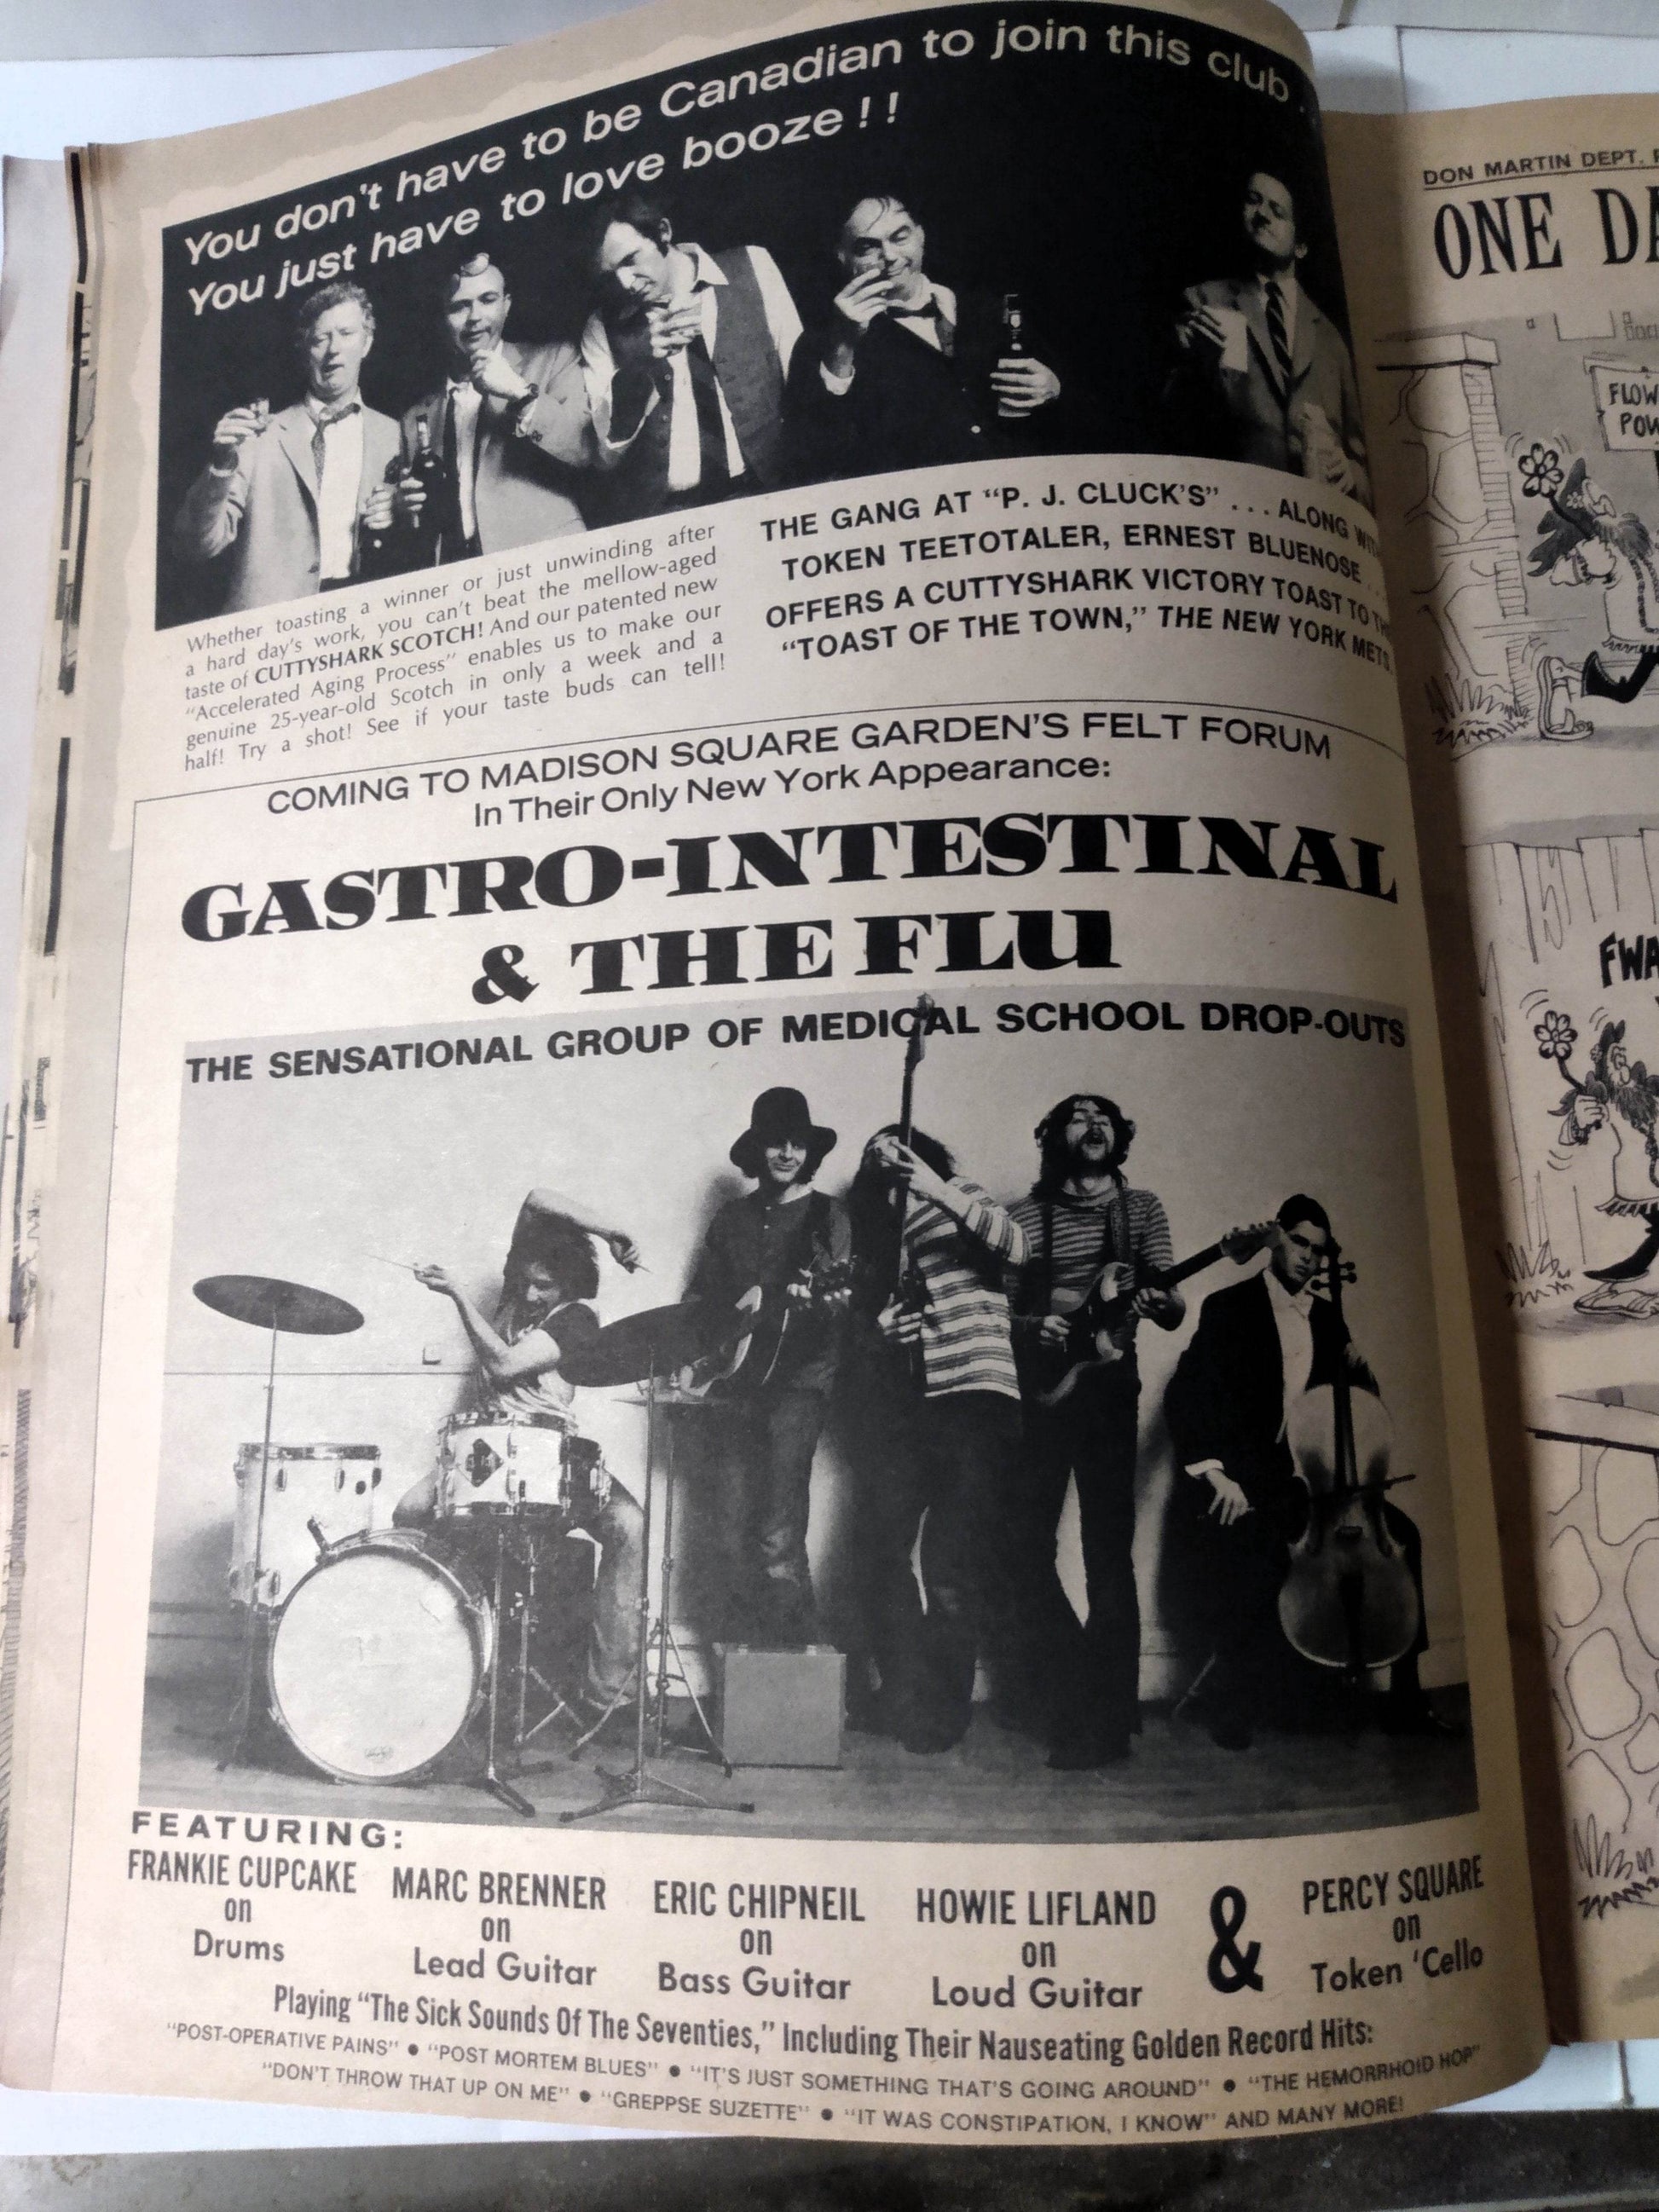 You don't have to be Canadian to join this club .
You just have to love booze ! !
Whether toasting a winner or just unwinding after
a hard day's work, you can't beat the mellow-aged
taste of CUTTYSHARK SCOTCH! And our patented new
"Accelerated Aging Process" enables us to make our
genuine 25-year-old Scotch in only a week and a
half! Try a shot! See if your taste buds can tell!
THE GANG AT "P. J. CLUCK'S" . . . ALONG
TOKEN TEETOTALER, ERNEST BLUENOSE . .
OFFERS A CUTTYSHARK VICTORY TOAST TO
"TOAST OF THE TOWN," THE NEW YORK METS
COMING TO MADISON SQUARE GARDEN'S FELT FORUM
In Their Only New York Appearance:
GASTRO-INTESTINAL
& THE FLU
THE SENSATIONAL GROUP OF MEDICAL SCHOOL DROP-OUTS
FEATURING:
FRANKIE CUPCAKE
on
Drums
MARC BRENNER
on
Lead Guitar
ERIC CHIPNEIL
on
Bass Guitar
HOWIE LIFLAND
on
Loud Guitar
&
PERCY SQUARE
on
Token 'Cello
Playing "The Sick Sounds Of The Seventies," Including Their Nauseating Golden Record Hits:
"POST-OPERATIVE PAINS" ● "POST MORTEM BLUES" ● "IT'S JUST SOMETHING THAT'S GOING AROUND" ● "THE HEMORRHOID HOP"
"DON'T THROW THAT UP ON ME" ● "GREPPSE SUZETTE" ● "IT WAS CONSTIPATION, I KNOW" AND MANY MORE!
DON MARTIN DEPT.
ONE